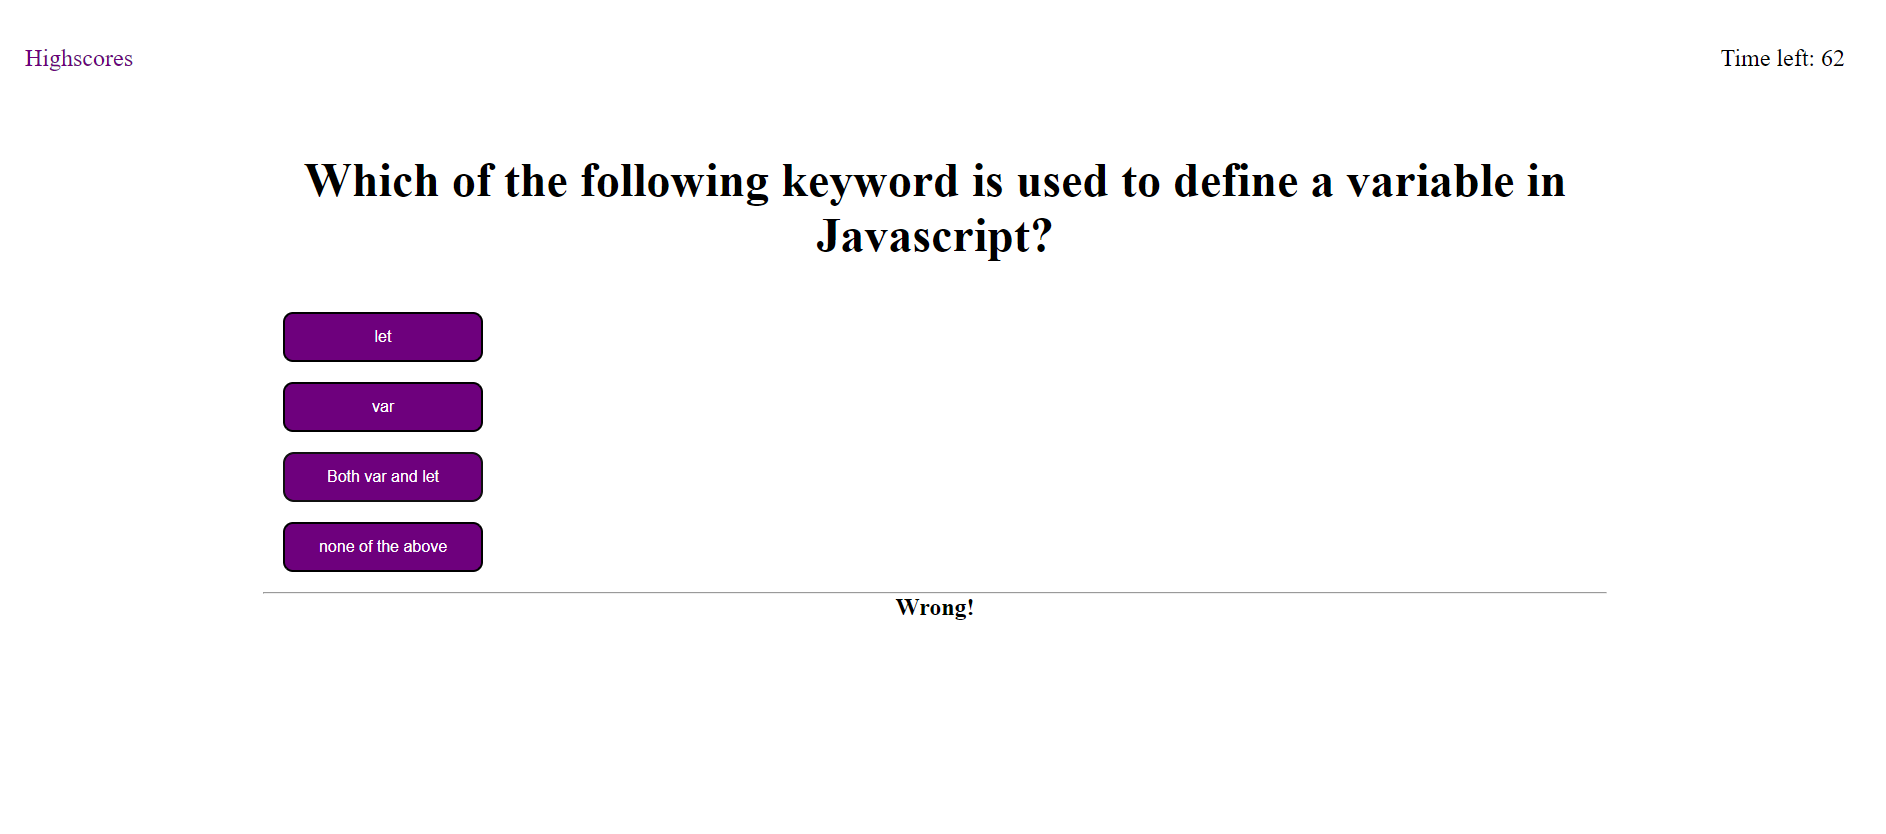 Highscores
Time left: 62
Which of the following keyword is used to define a variable in
Javascript?
let
var
Both var and let
none of the above
Wrong!